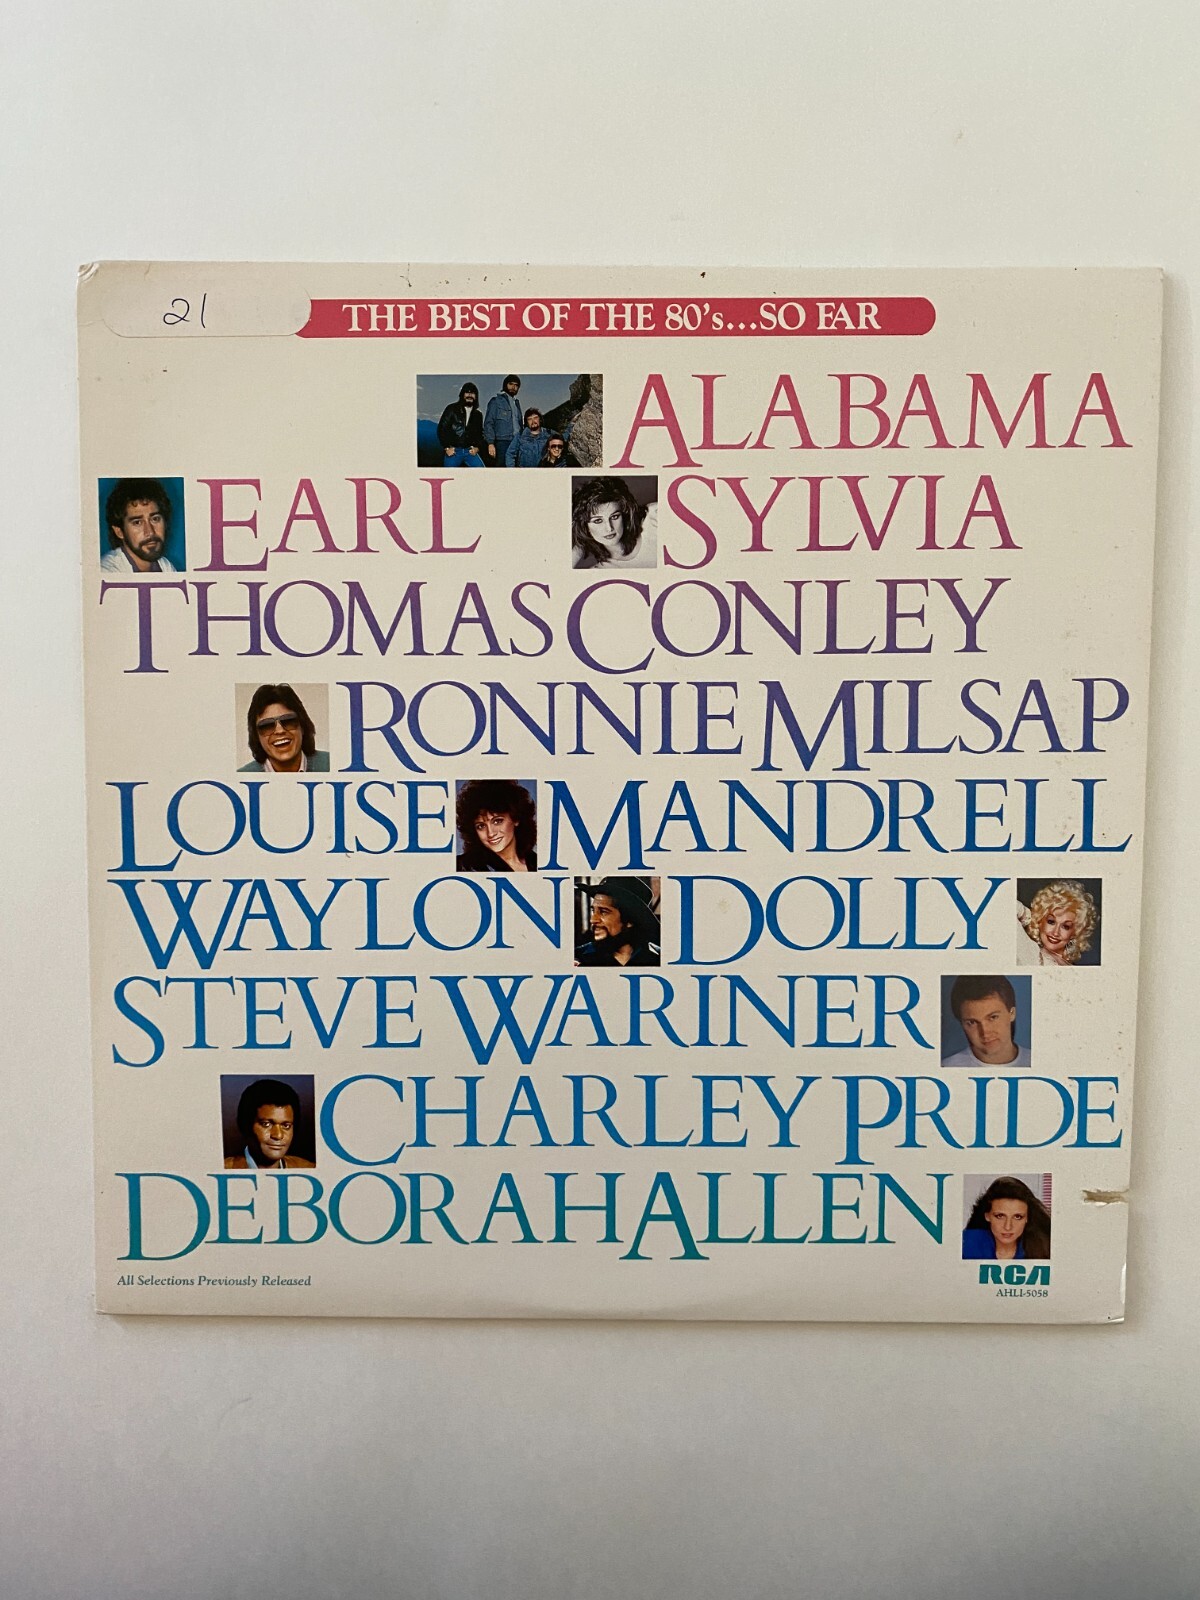 21
THE BEST OF THE 80's...SO FAR
ALABAMA
EARL SYLVIA
THOMAS CONLEY
RONNIE MILSAP
LOUISE MANDRELL
WAYLON DOLLY
STEVE WARINER
CHARLEY PRIDE
DEBORAH ALLEN
All Selections Previously Released
RCA
AHL1-5058